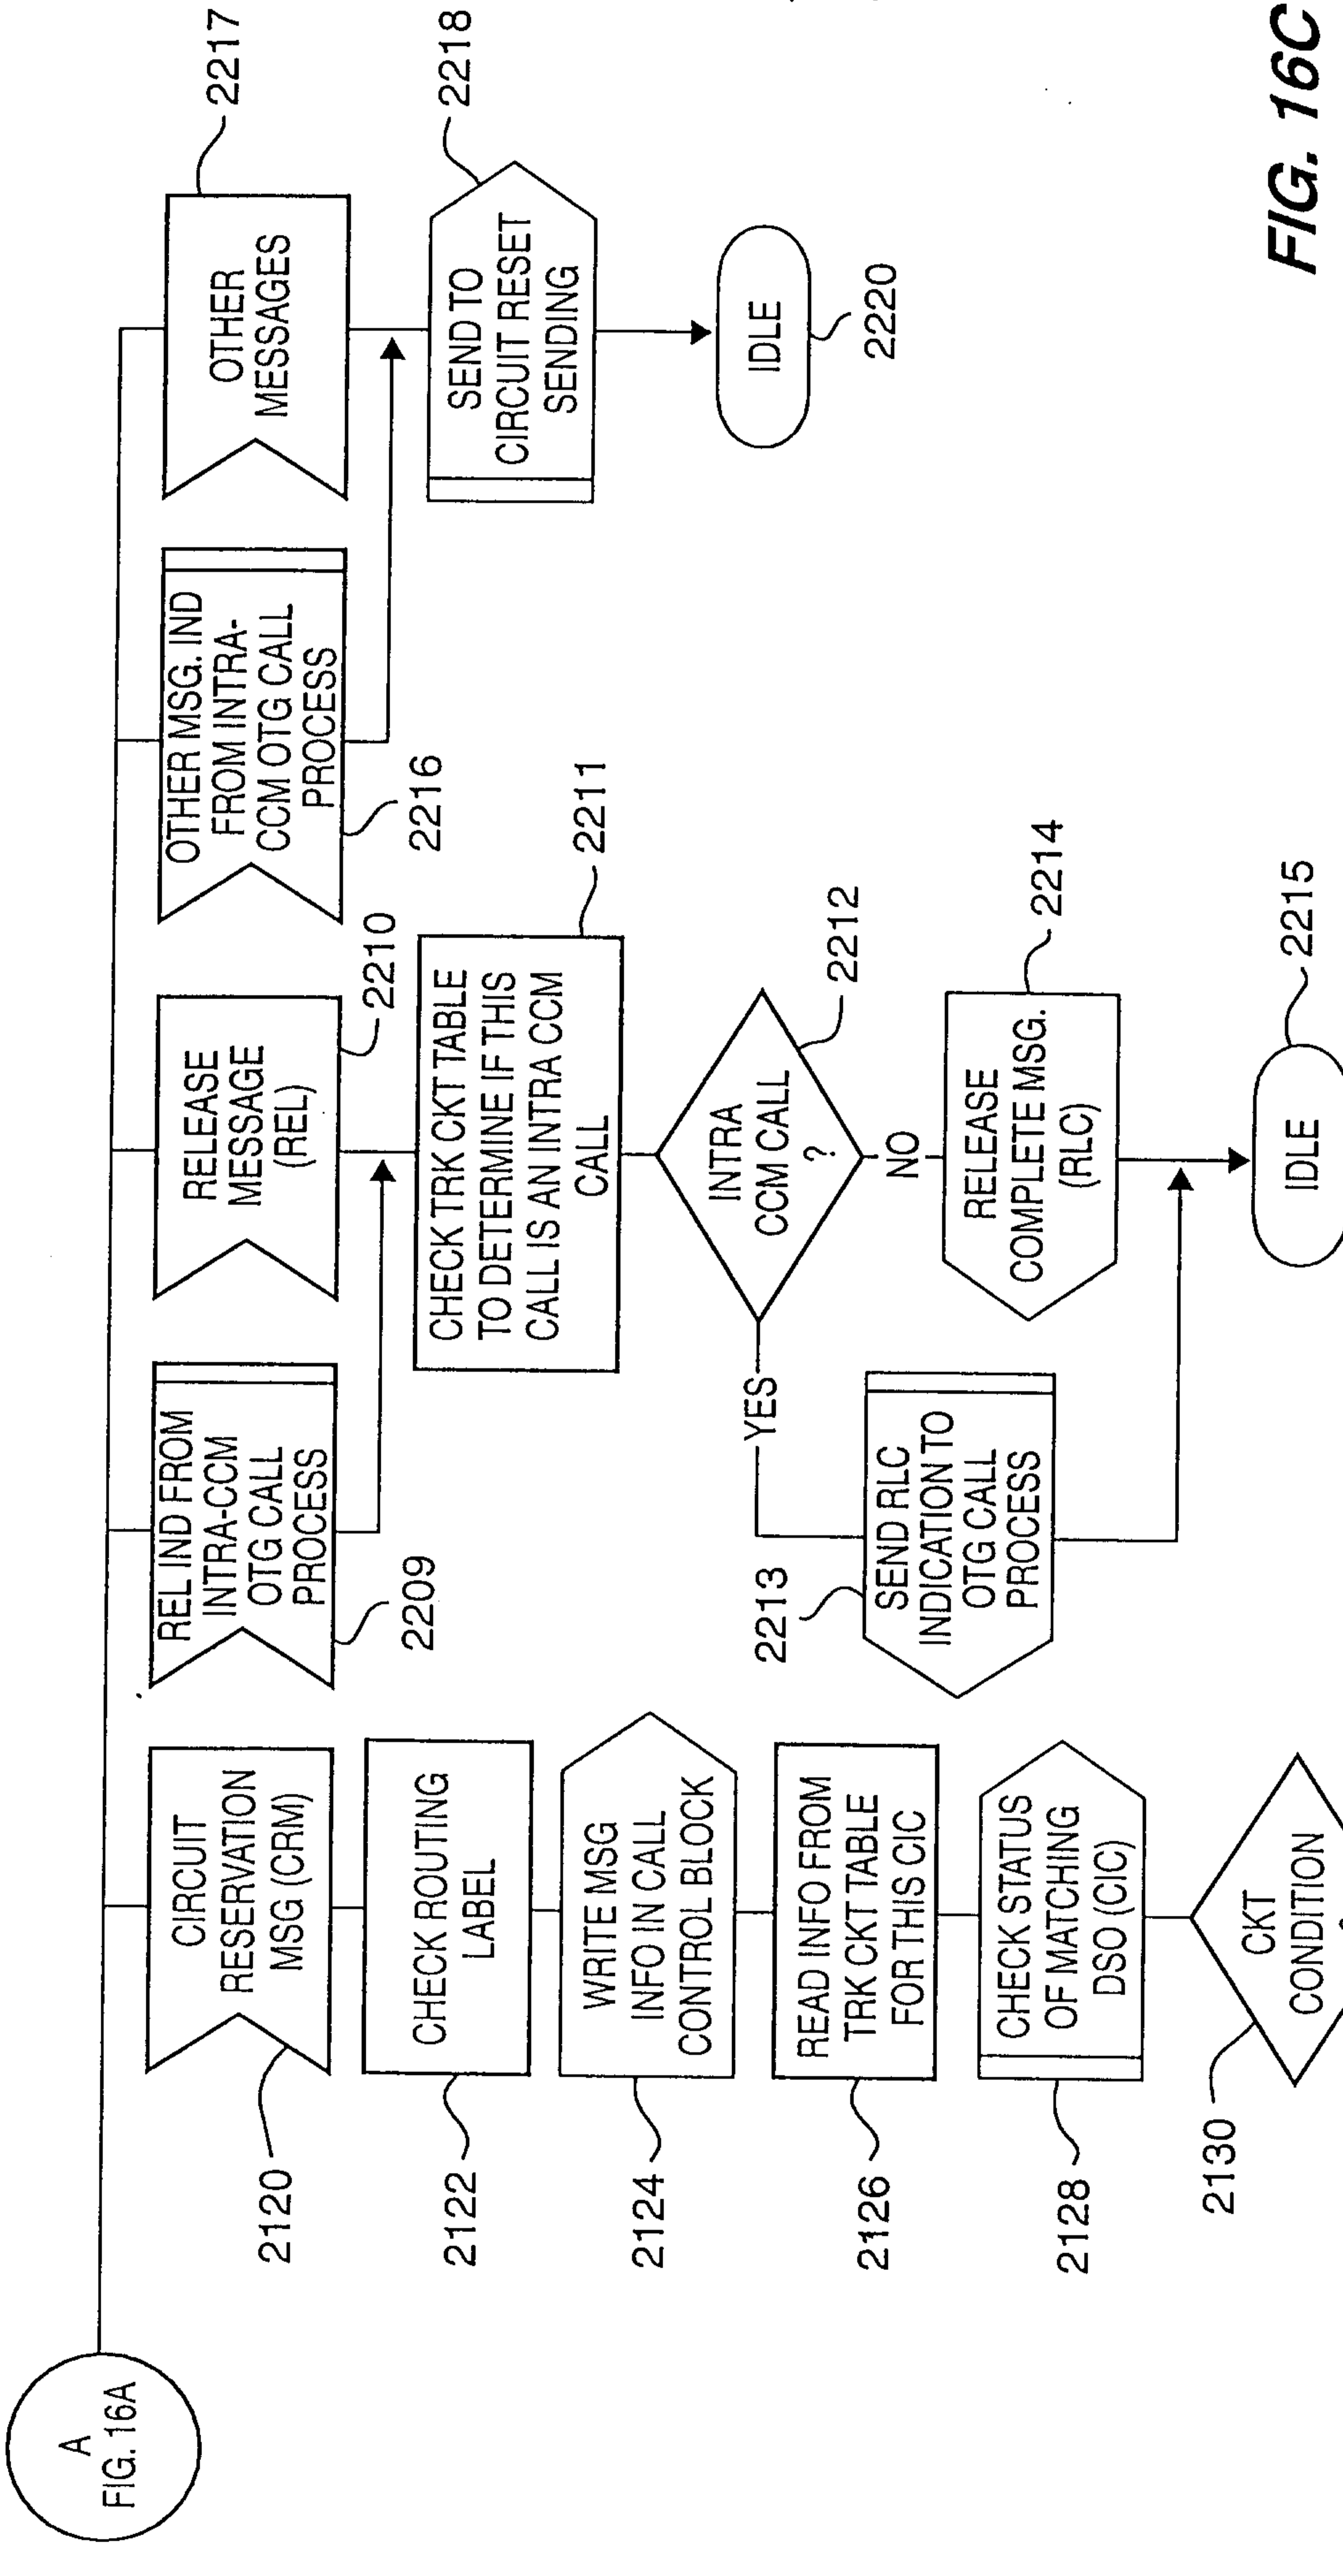 A
FIG. 16A
CIRCUIT
RESERVATION
MSG (CRM)
2120
CHECK ROUTING
LABEL
2122
WRITE MSG
INFO IN CALL
CONTROL BLOCK
2124
READ INFO FROM
TRK CKT TABLE
FOR THIS CIC
2126
CHECK STATUS
OF MATCHING
DSO (CIC)
2128
CKT
CONDITION
2130
REL IND FROM
INTRA-CCM
OTG CALL
PROCESS
2209
RELEASE
MESSAGE
(REL)
2210
CHECK TRK CKT TABLE
TO DETERMINE IF THIS
CALL IS AN INTRA CCM
CALL
2211
INTRA
CCM CALL
?
2212
YES
NO
SEND RLC
INDICATION TO
OTG CALL
PROCESS
2213
RELEASE
COMPLETE MSG.
(RLC)
2214
IDLE
2215
OTHER MSG. IND
FROM INTRA-
CCM OTG CALL
PROCESS
2216
OTHER
MESSAGES
2217
SEND TO
CIRCUIT RESET
SENDING
2218
IDLE
2220
FIG. 16C